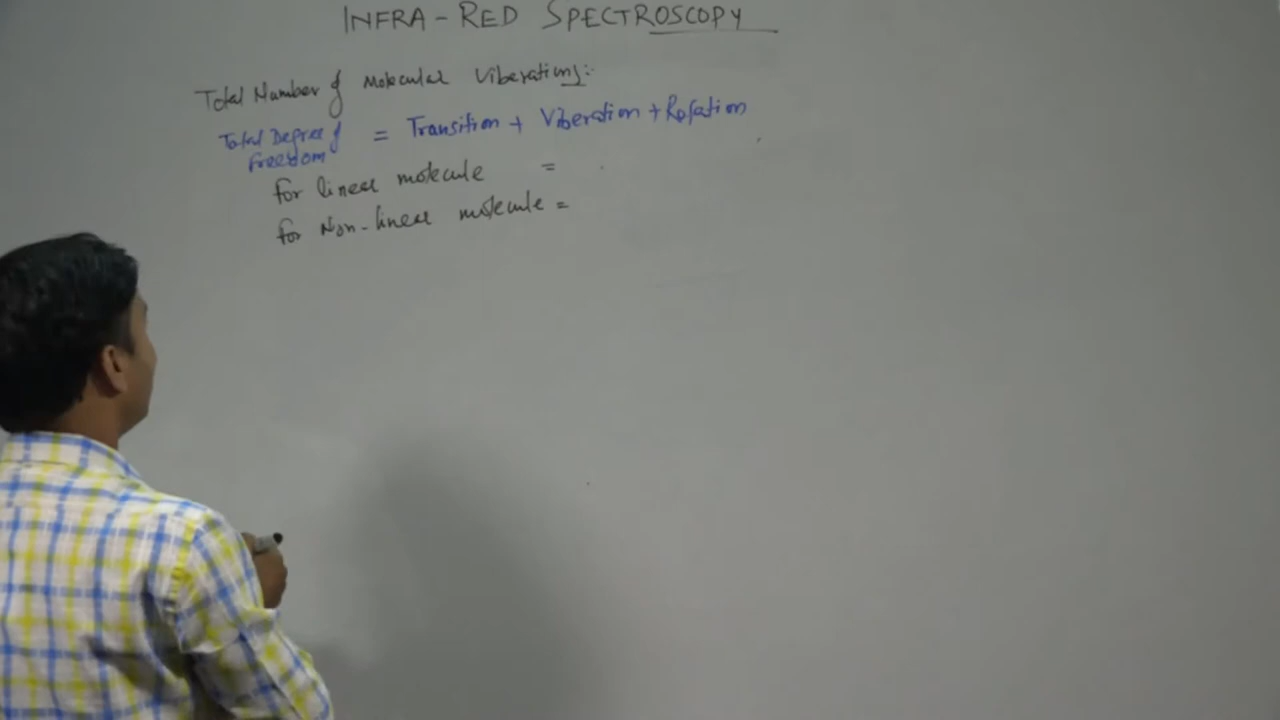 INFRA-RED SPECTROSCOPY
Total Number of Molecular Viberations:-
Total Degree of Freedom = Transition + Viberation + Rotation
for linear molecule =
for Non-linear molecule =